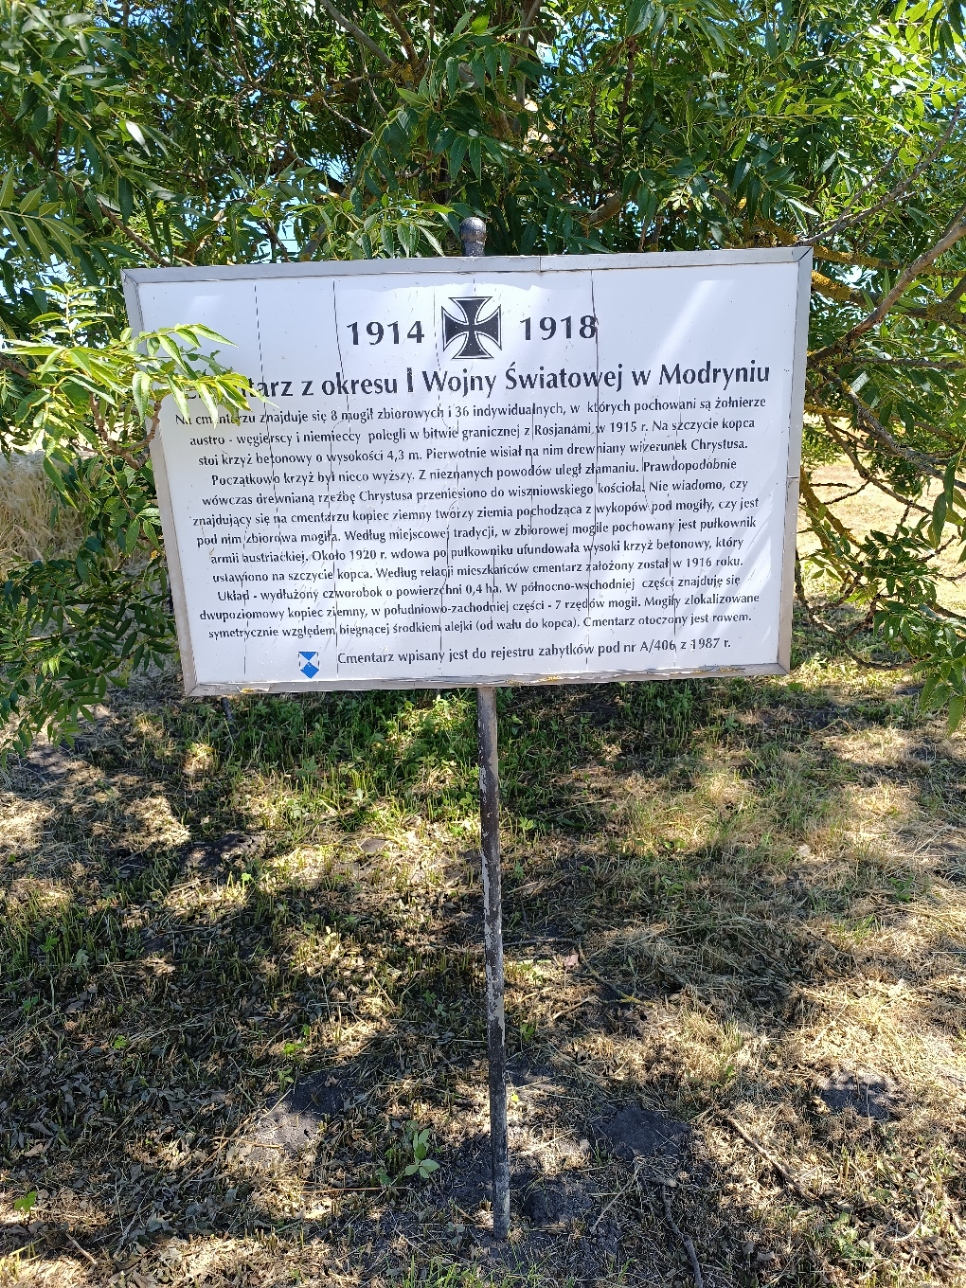 1914 1918
z okresu I Wojny Światowej w Modryniu
Na cmentarzu znajduje się 8 mogił zbiorowych i 36 indywidualnych, w których pochowani są żołnierze
austro - węgierscy i niemieccy polegli w bitwie granicznej z Rosjanami w 1915 r. Na szczycie kopca
stoi krzyż betonowy o wysokości 4,3 m. Pierwotnie wisiał na nim drewniany wizerunek Chrystusa.
Początkowo krzyż był nieco wyższy. Z nieznanych powodów uległ złamaniu. Prawdopodobnie
wówczas drewnianą rzeźbę Chrystusa przeniesiono do wiszniowskiego kościoła. Nie wiadomo, czy
znajdujący się na cmentarzu kopiec ziemny tworzy ziemia pochodząca z wykopów pod mogiły, czy jest
pod nim zbiorowa mogiła. Według miejscowej tradycji, w zbiorowej mogile pochowany jest pułkownik
armii austriackiej. Około 1920 r. wdowa po pułkowniku ufundowała wysoki krzyż betonowy, który
ustawiono na szczycie kopca. Według relacji mieszkańców cmentarz założony został w 1916 roku.
Układ - wydłużony czworobok o powierzchni 0,4 ha. W północno-wschodniej części znajduję się
dwupoziomowy kopiec ziemny, w południowo-zachodniej części - 7 rzędów mogił. Mogiły zlokalizowane
symetrycznie względem biegnącej środkiem alejki (od wału do kopca). Cmentarz otoczony jest rowem.
Cmentarz wpisany jest do rejestru zabytków pod nr A/406 z 1987 r.